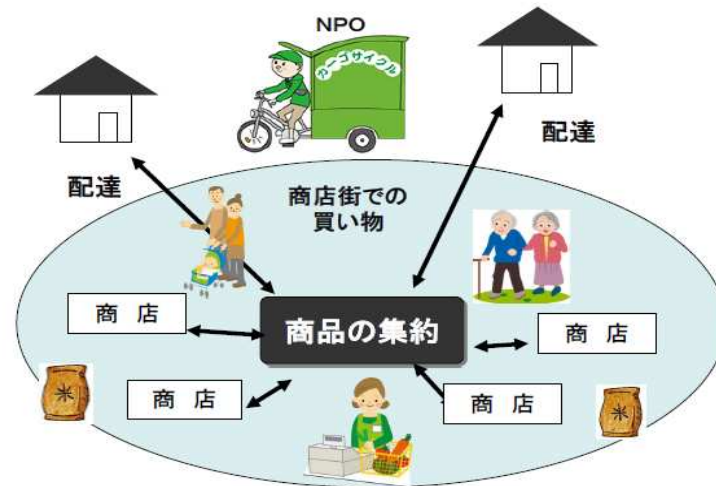 NPO
カーゴサイクル
配達
配達
商店街での
買い物
商 店
商品の集約
商 店
商 店
商 店
米
米